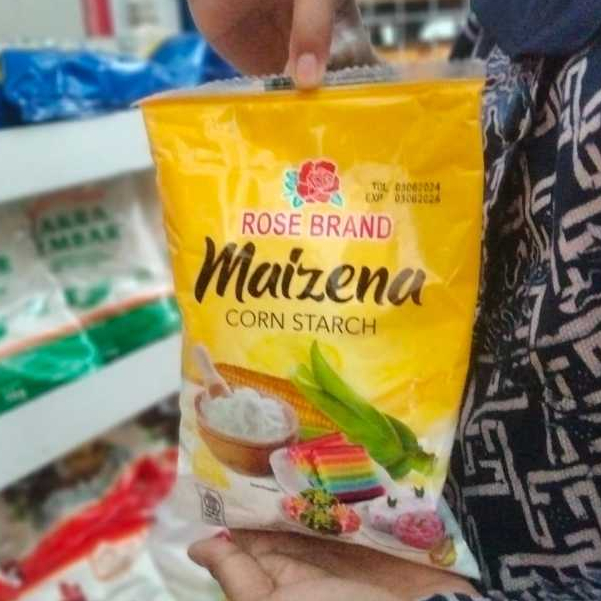 TGL 03062024
EXP 03062026
ROSE BRAND
Maizena
CORN STARCH